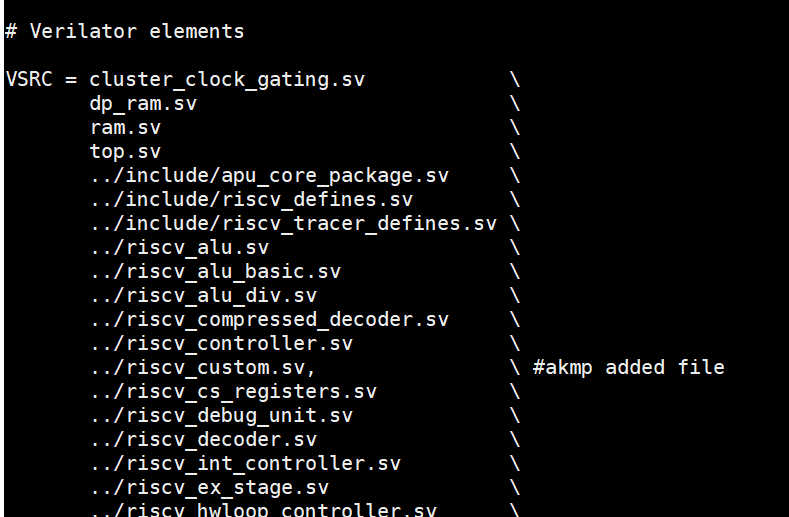 # Verilator elements
VSRC = cluster_clock_gating.sv \
dp_ram.sv \
ram.sv \
top.sv \
../include/apu_core_package.sv \
../include/riscv_defines.sv \
../include/riscv_tracer_defines.sv \
../riscv_alu.sv \
../riscv_alu_basic.sv \
../riscv_alu_div.sv \
../riscv_compressed_decoder.sv \
../riscv_controller.sv \
../riscv_custom.sv, \ #akmp added file
../riscv_cs_registers.sv \
../riscv_debug_unit.sv \
../riscv_decoder.sv \
../riscv_int_controller.sv \
../riscv_ex_stage.sv \
../riscv_hwloop_controller.sv \